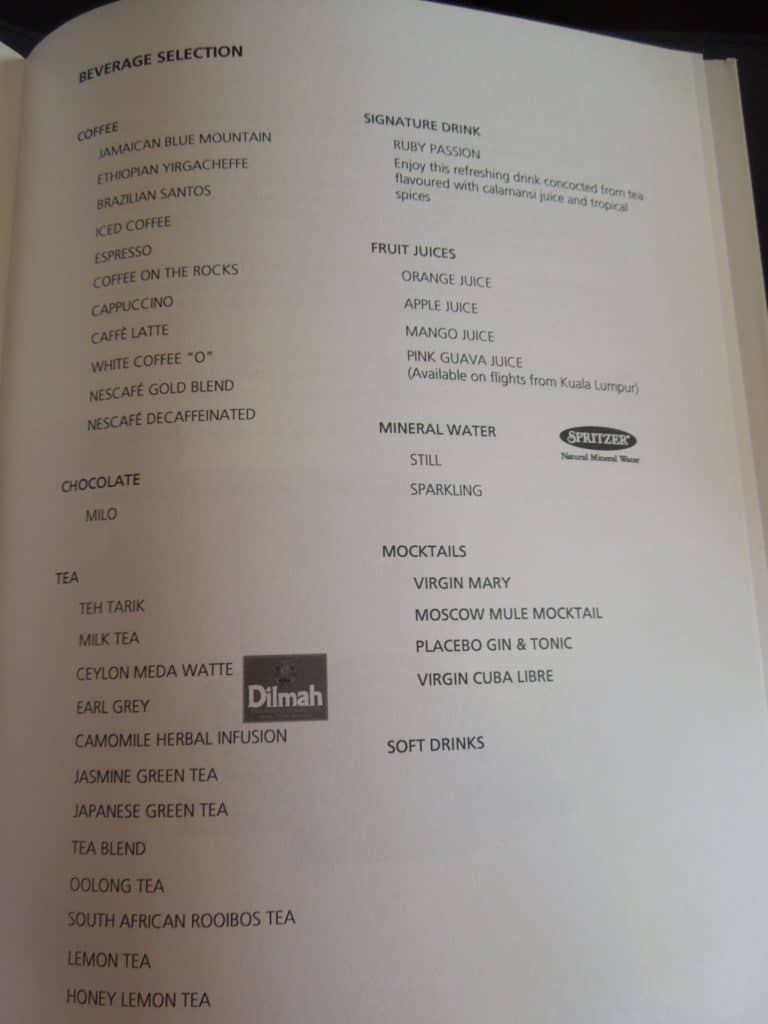 BEVERAGE SELECTION
COFFEE
JAMAICAN BLUE MOUNTAIN
ETHIOPIAN YIRGACHEFFE
BRAZILIAN SANTOS
ICED COFFEE
ESPRESSO
COFFEE ON THE ROCKS
CAPPUCCINO
CAFFÈ LATTE
WHITE COFFEE "O"
NESCAFÉ GOLD BLEND
NESCAFÉ DECAFFEINATED
CHOCOLATE
MILO
TEA
TEH TARIK
MILK TEA
CEYLON MEDA WATTE
EARL GREY
Dilmah
CAMOMILE HERBAL INFUSION
JASMINE GREEN TEA
JAPANESE GREEN TEA
TEA BLEND
OOLONG TEA
SOUTH AFRICAN ROOIBOS TEA
LEMON TEA
HONEY LEMON TEA
SIGNATURE DRINK
RUBY PASSION
Enjoy this refreshing drink concocted from tea
flavoured with calamansi juice and tropical
spices
FRUIT JUICES
ORANGE JUICE
APPLE JUICE
MANGO JUICE
PINK GUAVA JUICE
(Available on flights from Kuala Lumpur)
MINERAL WATER
SPRITZER
Natural Mineral Water
STILL
SPARKLING
MOCKTAILS
VIRGIN MARY
MOSCOW MULE MOCKTAIL
PLACEBO GIN & TONIC
VIRGIN CUBA LIBRE
SOFT DRINKS